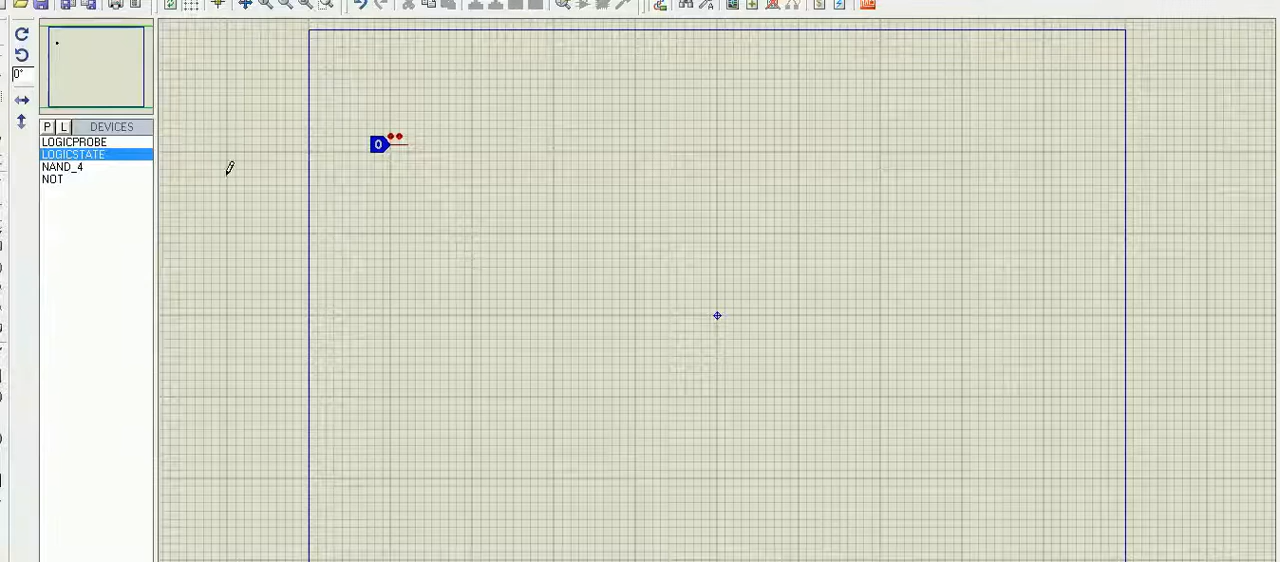 0°
P L DEVICES
LOGICPROBE
LOGICSTATE
NAND_4
NOT
0